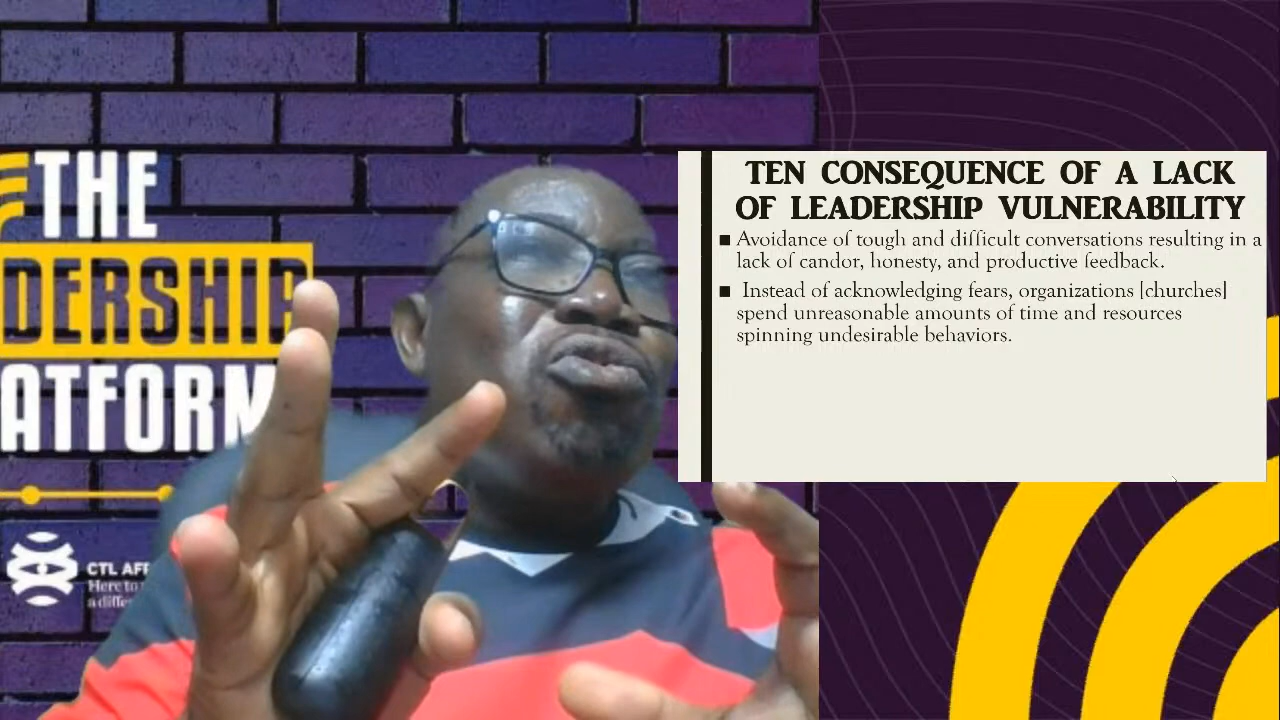 THE
DERSHIP
ATFORM
CTL AFR
Here to
a differ
TEN CONSEQUENCE OF A LACK
OF LEADERSHIP VULNERABILITY
■ Avoidance of tough and difficult conversations resulting in a
lack of candor, honesty, and productive feedback.
■ Instead of acknowledging fears, organizations [churches]
spend unreasonable amounts of time and resources
spinning undesirable behaviors.